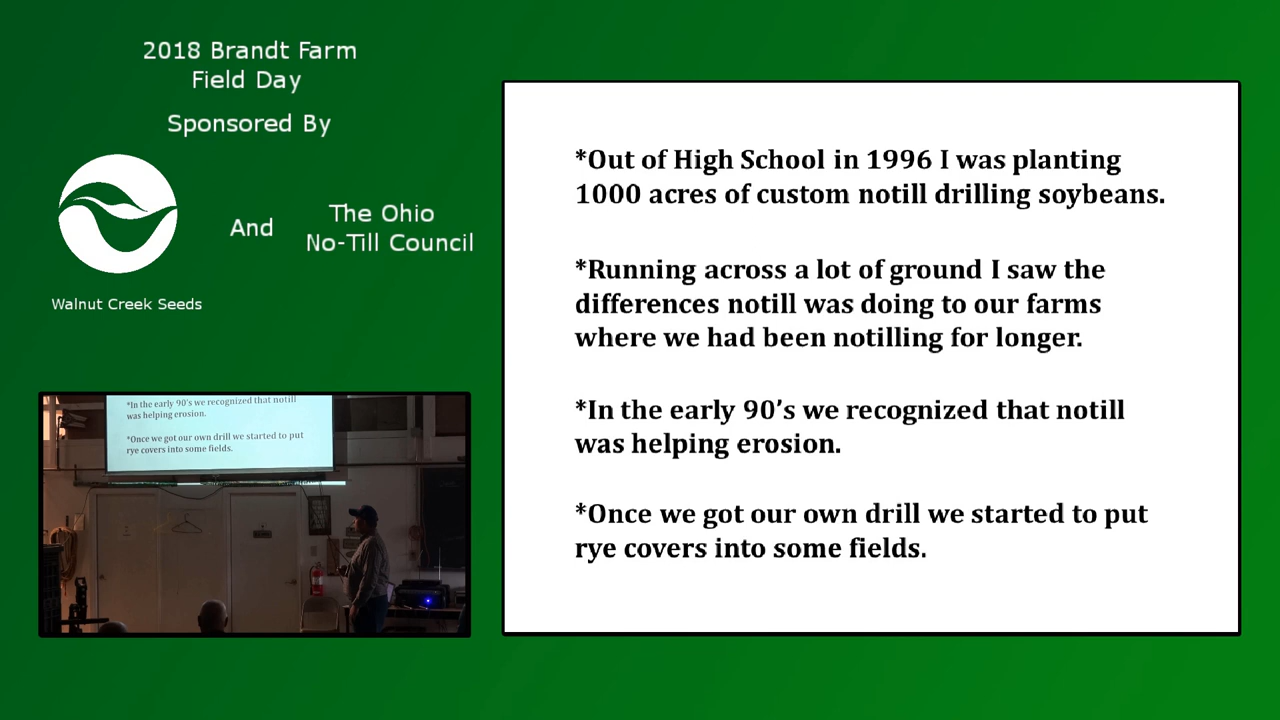 2018 Brandt Farm
Field Day
Sponsored By
And
The Ohio
No-Till Council
Walnut Creek Seeds
*Out of High School in 1996 I was planting
1000 acres of custom notill drilling soybeans.
*Running across a lot of ground I saw the
differences notill was doing to our farms
where we had been notilling for longer.
*In the early 90's we recognized that notill
was helping erosion.
*Once we got our own drill we started to put
rye covers into some fields.
*In the early 90's we recognized that notill
was helping erosion.
*Once we got our own drill we started to put
rye covers into some fields.